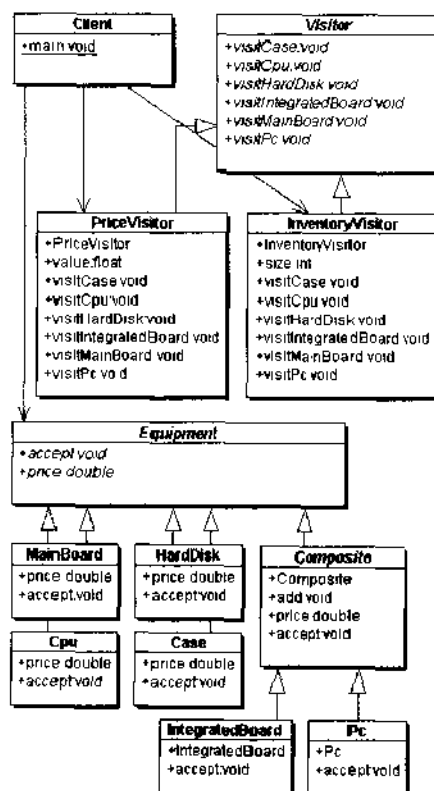 Client
+main:void
Visitor
+visitCase:void
+visitCpu:void
+visitHardDisk:void
+visitIntegratedBoard:void
+visitMainBoard:void
+visitPc:void
PriceVisitor
+PriceVisitor
+value:float
+visitCase:void
+visitCpu:void
+visitHardDisk:void
+visitIntegratedBoard:void
+visitMainBoard:void
+visitPc:void
InventoryVisitor
+InventoryVisitor
+size:int
+visitCase:void
+visitCpu:void
+visitHardDisk:void
+visitIntegratedBoard:void
+visitMainBoard:void
+visitPc:void
Equipment
+accept:void
+price:double
MainBoard
+price:double
+accept:void
HardDisk
+price:double
+accept:void
Composite
+Composite
+add:void
+price:double
+accept:void
Cpu
+price:double
+accept:void
Case
+price:double
+accept:void
IntegratedBoard
+IntegratedBoard
+accept:void
Pc
+Pc
+accept:void